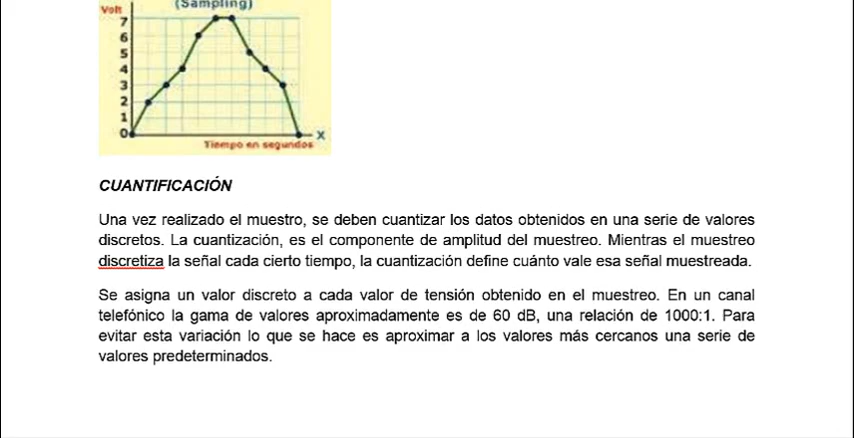 (Sampling)
Volt
7
6
5
4
3
2
1
0
X
Tiempo en segundos
CUANTIFICACIÓN
Una vez realizado el muestro, se deben cuantizar los datos obtenidos en una serie de valores
discretos. La cuantización, es el componente de amplitud del muestreo. Mientras el muestreo
discretiza la señal cada cierto tiempo, la cuantización define cuánto vale esa señal muestreada.
Se asigna un valor discreto a cada valor de tensión obtenido en el muestreo. En un canal
telefónico la gama de valores aproximadamente es de 60 dB, una relación de 1000:1. Para
evitar esta variación lo que se hace es aproximar a los valores más cercanos una serie de
valores predeterminados.